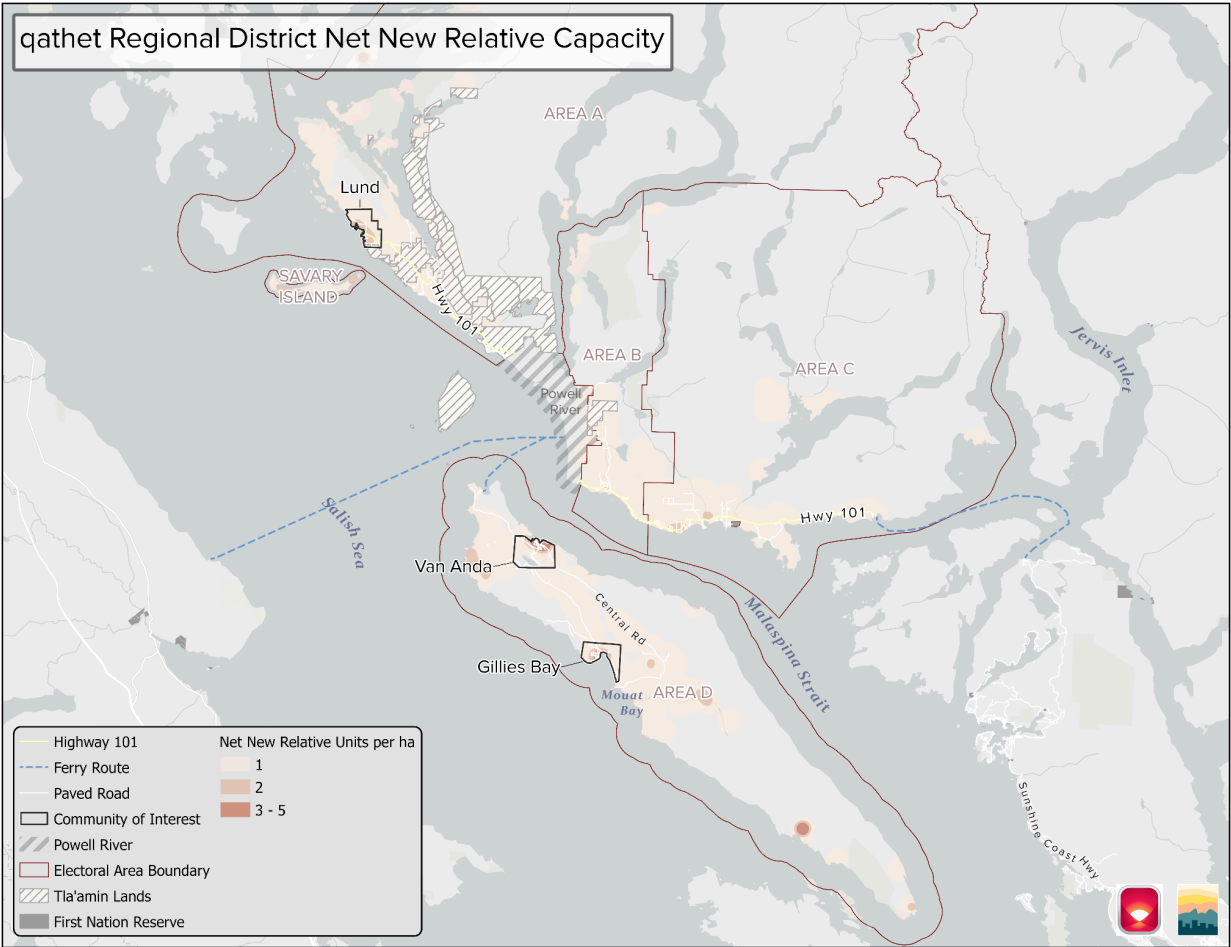 qathet Regional District Net New Relative Capacity
AREA A
Lund
SAVARY
ISLAND
Hwy 101
AREA B
AREA C
Jervis Inlet
Powell
River
Salish Sea
Hwy 101
Van Anda
Central Rd
Malaspina Strait
Gillies Bay
Mouat
Bay
AREA D
Sunshine Coast Hwy
Highway 101
Ferry Route
Paved Road
Community of Interest
Powell River
Electoral Area Boundary
Tla'amin Lands
First Nation Reserve
Net New Relative Units per ha
1
2
3 - 5